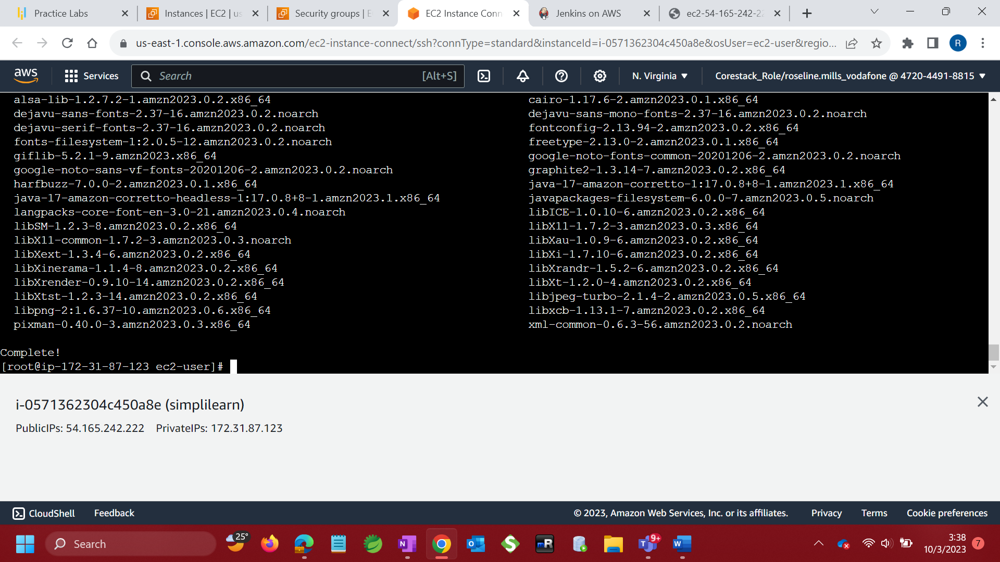 Practice Labs
Instances | EC2 | us
Security groups | E
EC2 Instance Conn
Jenkins on AWS
ec2-54-165-242-22
us-east-1.console.aws.amazon.com/ec2-instance-connect/ssh?connType=standard&instanceId=i-0571362304c450a8e&osUser=ec2-user&regio...
R
aws
Services
Search
[Alt+S]
N. Virginia
Corestack_Role/roseline.mills_vodafone @ 4720-4491-8815
alsa-lib-1.2.7.2-1.amzn2023.0.2.x86_64 cairo-1.17.6-2.amzn2023.0.1.x86_64
dejavu-sans-fonts-2.37-16.amzn2023.0.2.noarch dejavu-sans-mono-fonts-2.37-16.amzn2023.0.2.noarch
dejavu-serif-fonts-2.37-16.amzn2023.0.2.noarch fontconfig-2.13.94-2.amzn2023.0.2.x86_64
fonts-filesystem-1:2.0.5-12.amzn2023.0.2.noarch freetype-2.13.0-2.amzn2023.0.1.x86_64
giflib-5.2.1-9.amzn2023.x86_64 google-noto-fonts-common-20201206-2.amzn2023.0.2.noarch
google-noto-sans-vf-fonts-20201206-2.amzn2023.0.2.noarch graphite2-1.3.14-7.amzn2023.0.2.x86_64
harfbuzz-7.0.0-2.amzn2023.0.1.x86_64 java-17-amazon-corretto-1:17.0.8+8-1.amzn2023.1.x86_64
java-17-amazon-corretto-headless-1:17.0.8+8-1.amzn2023.1.x86_64 javapackages-filesystem-6.0.0-7.amzn2023.0.5.noarch
langpacks-core-font-en-3.0-21.amzn2023.0.4.noarch libICE-1.0.10-6.amzn2023.0.2.x86_64
libSM-1.2.3-8.amzn2023.0.2.x86_64 libX11-1.7.2-3.amzn2023.0.3.x86_64
libX11-common-1.7.2-3.amzn2023.0.3.noarch libXau-1.0.9-6.amzn2023.0.2.x86_64
libXext-1.3.4-6.amzn2023.0.2.x86_64 libXi-1.7.10-6.amzn2023.0.2.x86_64
libXinerama-1.1.4-8.amzn2023.0.2.x86_64 libXrandr-1.5.2-6.amzn2023.0.2.x86_64
libXrender-0.9.10-14.amzn2023.0.2.x86_64 libXt-1.2.0-4.amzn2023.0.2.x86_64
libXtst-1.2.3-14.amzn2023.0.2.x86_64 libjpeg-turbo-2.1.4-2.amzn2023.0.5.x86_64
libpng-2:1.6.37-10.amzn2023.0.6.x86_64 libxcb-1.13.1-7.amzn2023.0.2.x86_64
pixman-0.40.0-3.amzn2023.0.3.x86_64 xml-common-0.6.3-56.amzn2023.0.2.noarch
Complete!
[root@ip-172-31-87-123 ec2-user]#
i-0571362304c450a8e (simplilearn)
PublicIPs: 54.165.242.222 PrivateIPs: 172.31.87.123
CloudShell
Feedback
© 2023, Amazon Web Services, Inc. or its affiliates.
Privacy
Terms
Cookie preferences
Search
25°
N
O
S
mR
T
9+
W
3:38
10/3/2023
7